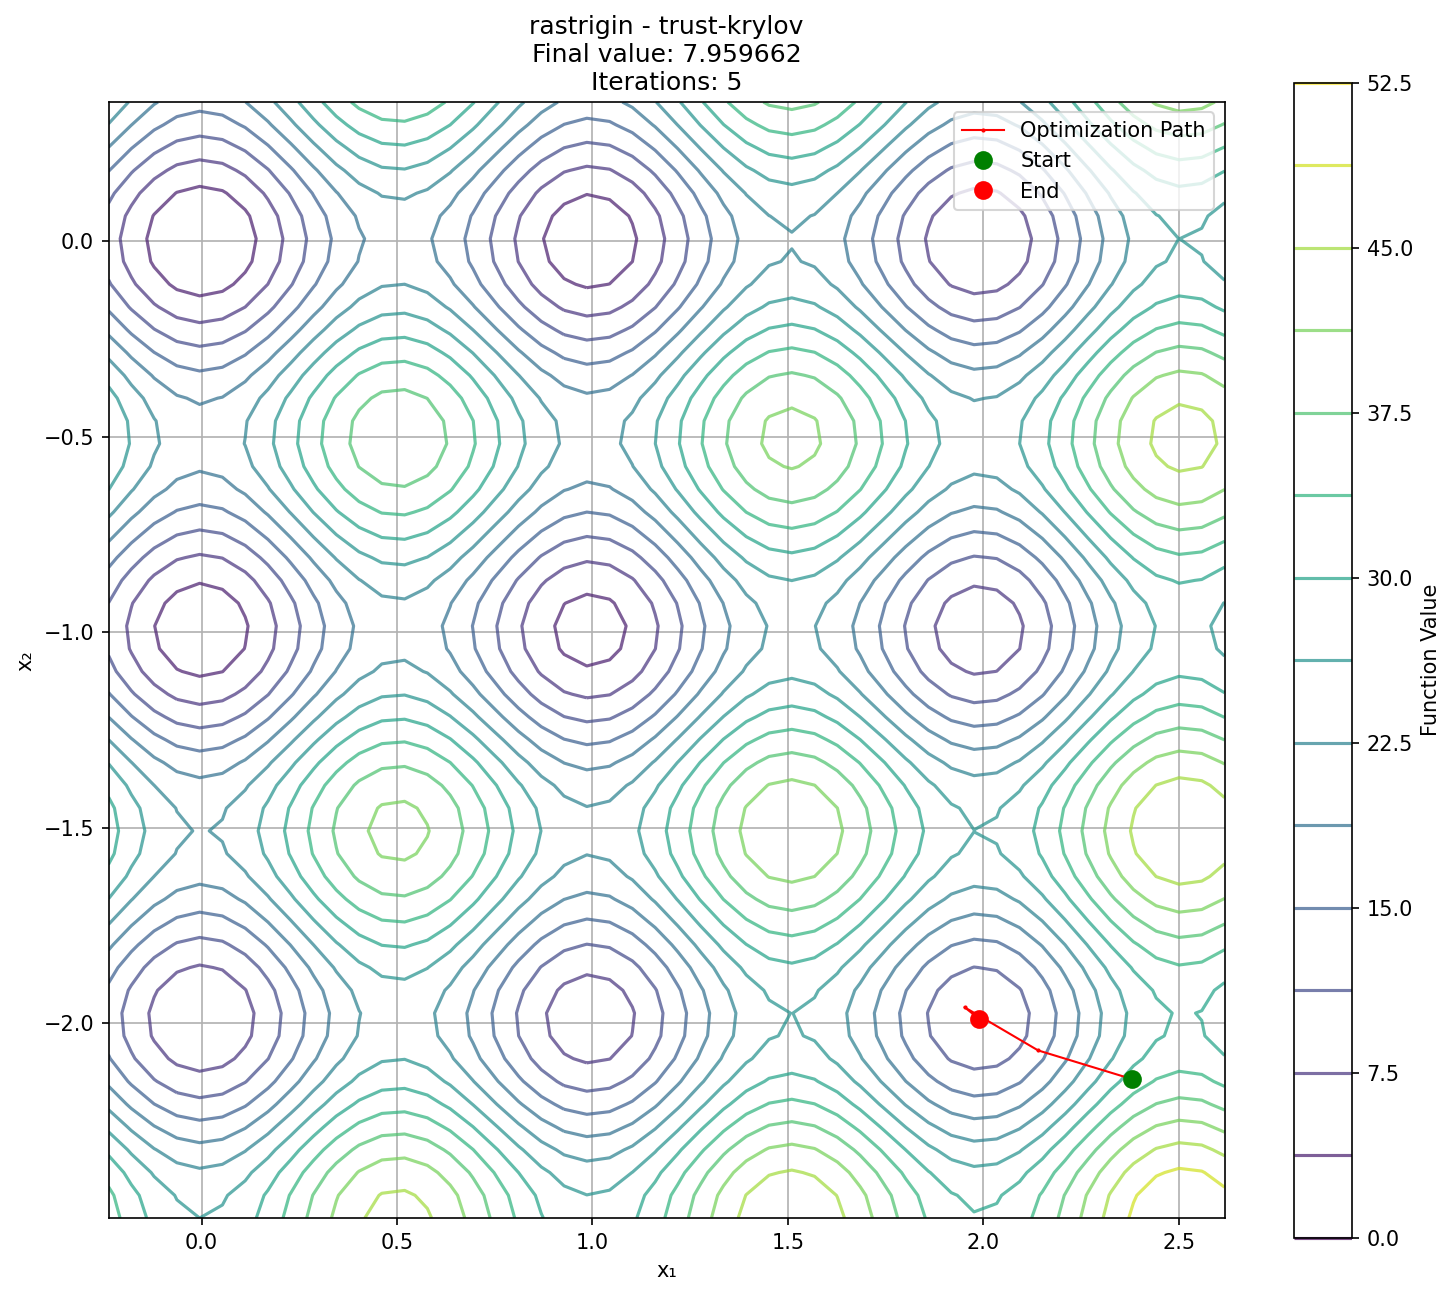 rastrigin - trust-krylov
Final value: 7.959662
Iterations: 5
Optimization Path
Start
End
0.0
−0.5
−1.0
−1.5
−2.0
x₂
0.0
0.5
1.0
1.5
2.0
2.5
x₁
52.5
45.0
37.5
30.0
22.5
15.0
7.5
0.0
Function Value